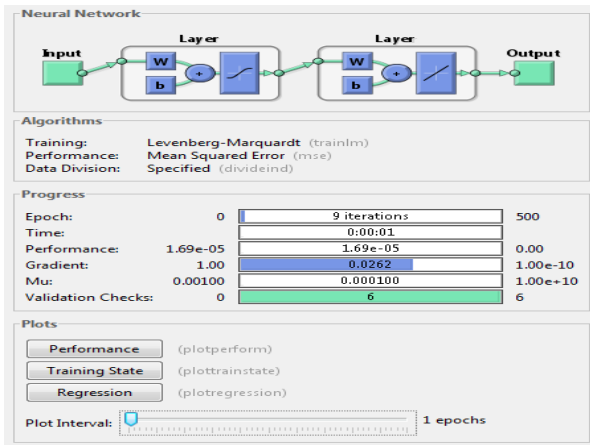 Neural Network
Layer Layer
Input Output
W W
+ +
b b
Algorithms
Training: Levenberg-Marquardt (trainlm)
Performance: Mean Squared Error (mse)
Data Division: Specified (divideind)
Progress
Epoch: 0 9 iterations 500
Time: 0:00:01
Performance: 1.69e-05 1.69e-05 0.00
Gradient: 1.00 0.0262 1.00e-10
Mu: 0.00100 0.000100 1.00e+10
Validation Checks: 0 6 6
Plots
Performance (plotperform)
Training State (plottrainstate)
Regression (plotregression)
Plot Interval: 1 epochs